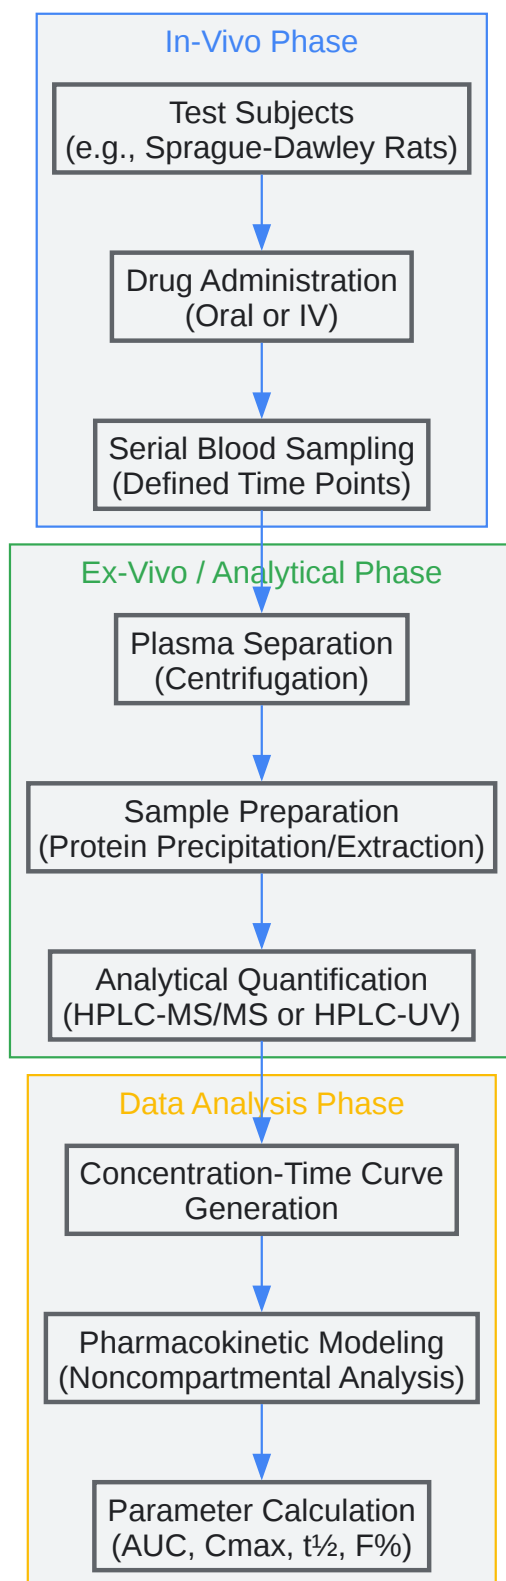 In-Vivo Phase
Test Subjects
(e.g., Sprague-Dawley Rats)
Drug Administration
(Oral or IV)
Serial Blood Sampling
(Defined Time Points)
Ex-Vivo / Analytical Phase
Plasma Separation
(Centrifugation)
Sample Preparation
(Protein Precipitation/Extraction)
Analytical Quantification
(HPLC-MS/MS or HPLC-UV)
Data Analysis Phase
Concentration-Time Curve
Generation
Pharmacokinetic Modeling
(Noncompartmental Analysis)
Parameter Calculation
(AUC, Cmax, t½, F%)